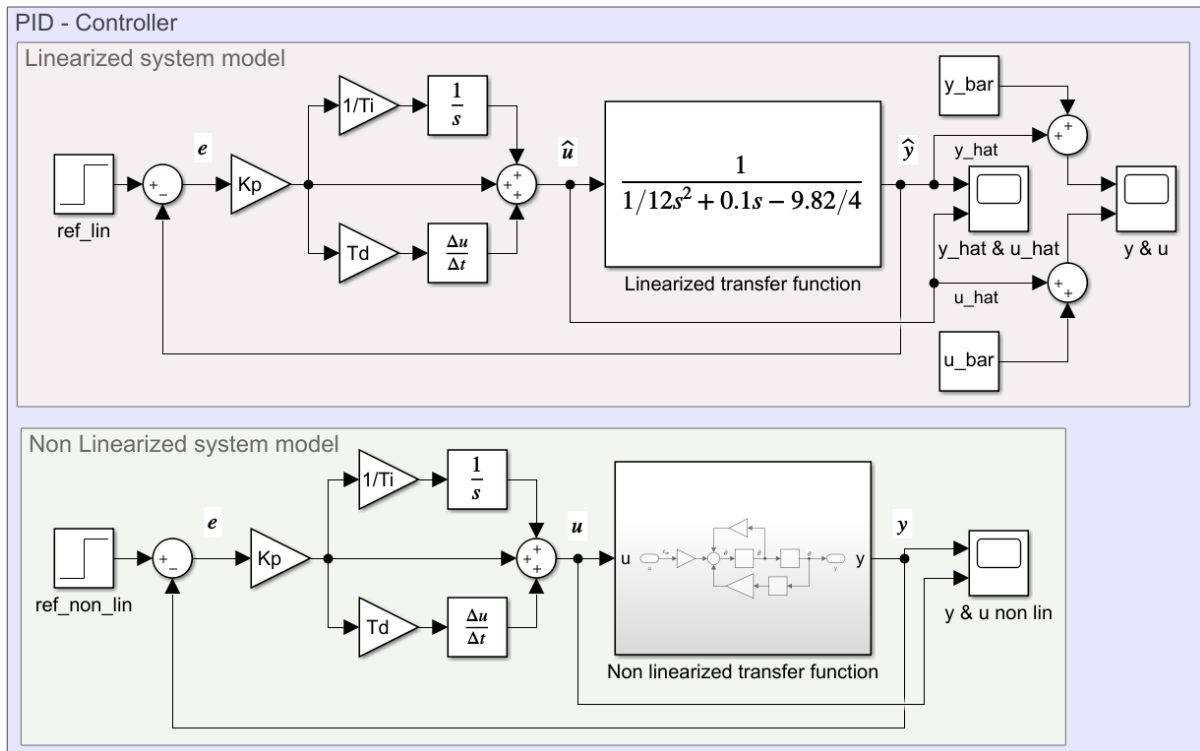 PID - Controller
Linearized system model
ref_lin
+
−
e
Kp
1/Ti
1
s
Td
Δu
Δt
+
+
+
û
1
1/12s² + 0.1s − 9.82/4
Linearized transfer function
ŷ
y_hat
y_bar
+
+
y_hat & u_hat
y & u
u_hat
+
+
u_bar
Non Linearized system model
ref_non_lin
+
−
e
Kp
1/Ti
1
s
Td
Δu
Δt
+
+
+
u
u
y
Non linearized transfer function
y
y & u non lin